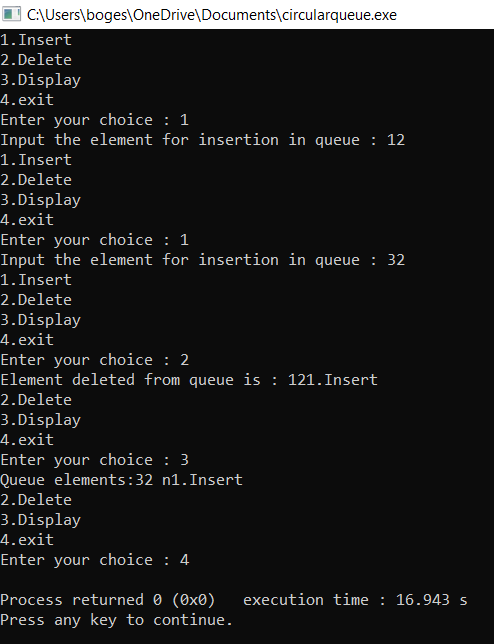 C:\Users\boges\OneDrive\Documents\circularqueue.exe
1.Insert
2.Delete
3.Display
4.exit
Enter your choice : 1
Input the element for insertion in queue : 12
1.Insert
2.Delete
3.Display
4.exit
Enter your choice : 1
Input the element for insertion in queue : 32
1.Insert
2.Delete
3.Display
4.exit
Enter your choice : 2
Element deleted from queue is : 121.Insert
2.Delete
3.Display
4.exit
Enter your choice : 3
Queue elements:32 n1.Insert
2.Delete
3.Display
4.exit
Enter your choice : 4
Process returned 0 (0x0)   execution time : 16.943 s
Press any key to continue.